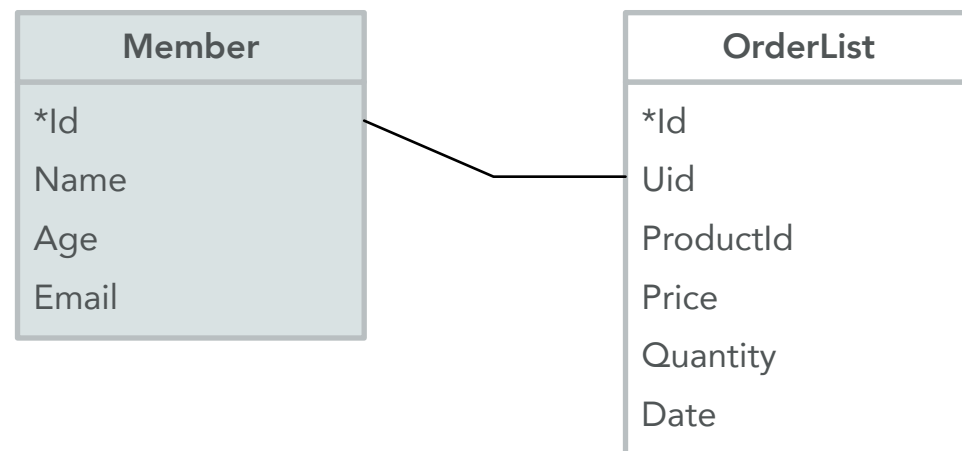 Member
*Id
Name
Age
Email
OrderList
*Id
Uid
ProductId
Price
Quantity
Date